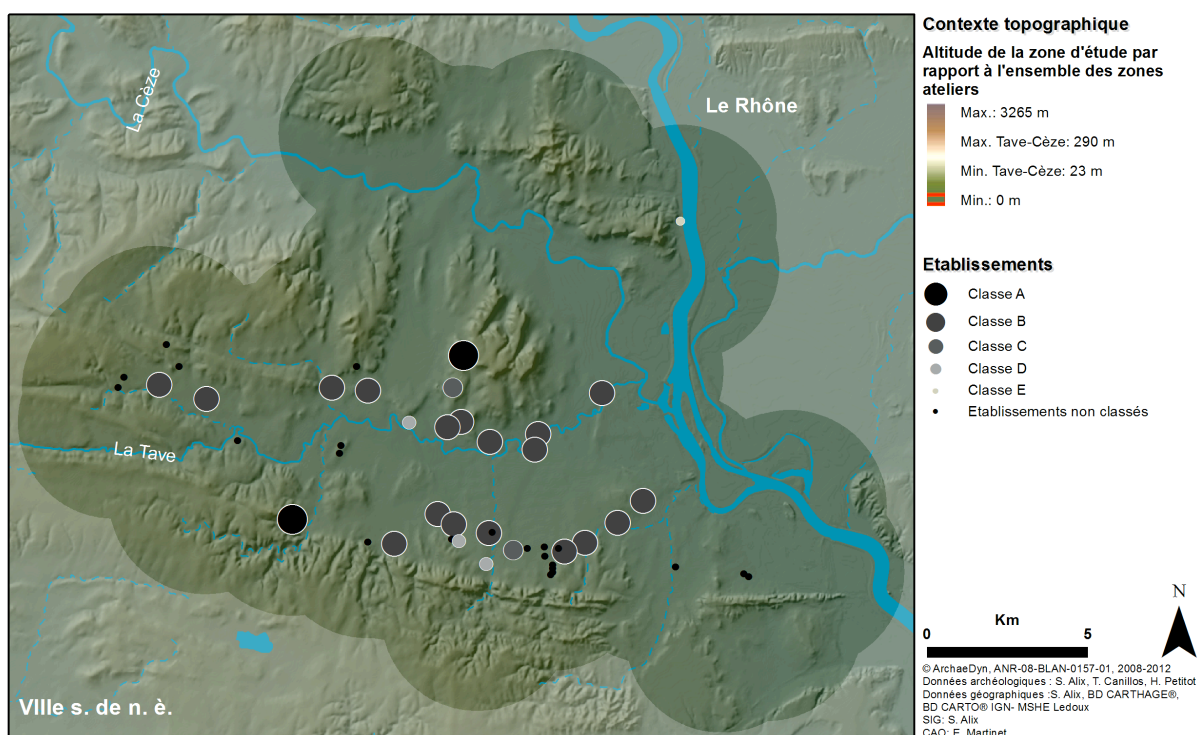 La Cèze
Le Rhône
La Tave
VIIIe s. de n. è.
Contexte topographique
Altitude de la zone d'étude par
rapport à l'ensemble des zones
ateliers
Max.: 3265 m
Max. Tave-Cèze: 290 m
Min. Tave-Cèze: 23 m
Min.: 0 m
Etablissements
Classe A
Classe B
Classe C
Classe D
Classe E
Etablissements non classés
N
Km
0 5
© ArchaeDyn, ANR-08-BLAN-0157-01, 2008-2012
Données archéologiques : S. Alix, T. Canillos, H. Petitot
Données géographiques :S. Alix, BD CARTHAGE®,
BD CARTO® IGN- MSHE Ledoux
SIG: S. Alix
CAO: F. Martinet